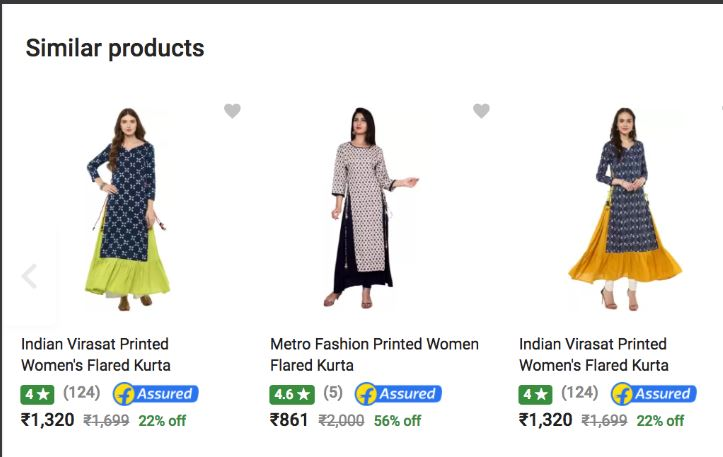 Similar products
Indian Virasat Printed
Women's Flared Kurta
4 ★ (124) Assured
₹1,320 ₹1,699 22% off
Metro Fashion Printed Women
Flared Kurta
4.6 ★ (5) Assured
₹861 ₹2,000 56% off
Indian Virasat Printed
Women's Flared Kurta
4 ★ (124) Assured
₹1,320 ₹1,699 22% off